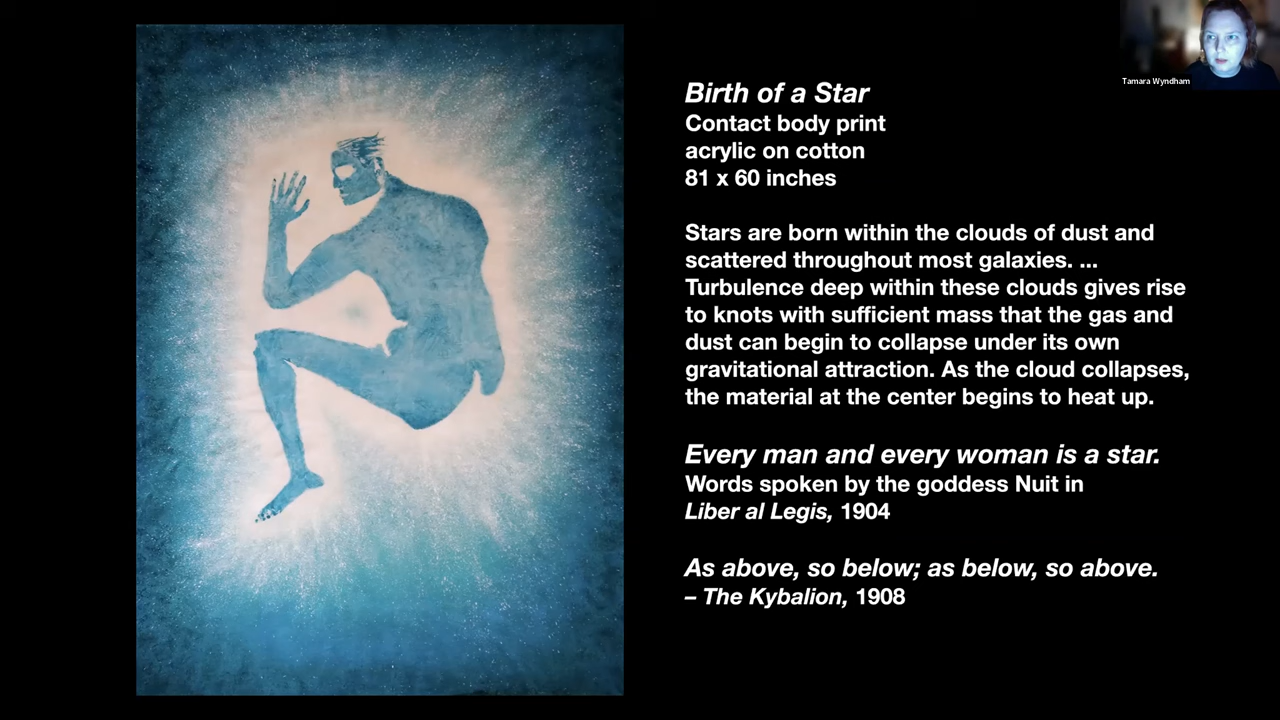 Tamara Wyndham
Birth of a Star
Contact body print
acrylic on cotton
81 x 60 inches
Stars are born within the clouds of dust and
scattered throughout most galaxies. ...
Turbulence deep within these clouds gives rise
to knots with sufficient mass that the gas and
dust can begin to collapse under its own
gravitational attraction. As the cloud collapses,
the material at the center begins to heat up.
Every man and every woman is a star.
Words spoken by the goddess Nuit in
Liber al Legis, 1904
As above, so below; as below, so above.
– The Kybalion, 1908